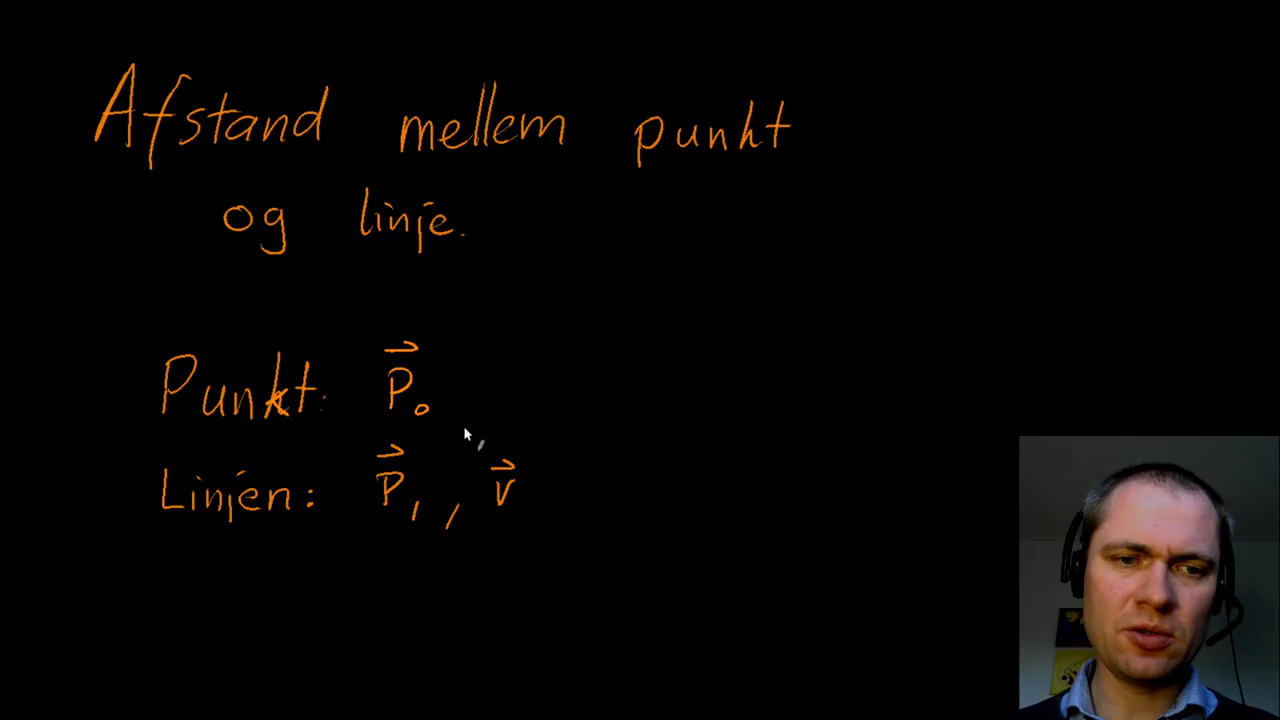 Afstand mellem punkt
og linje.
Punkt: P⃗₀
Linjen: P⃗₁, v⃗